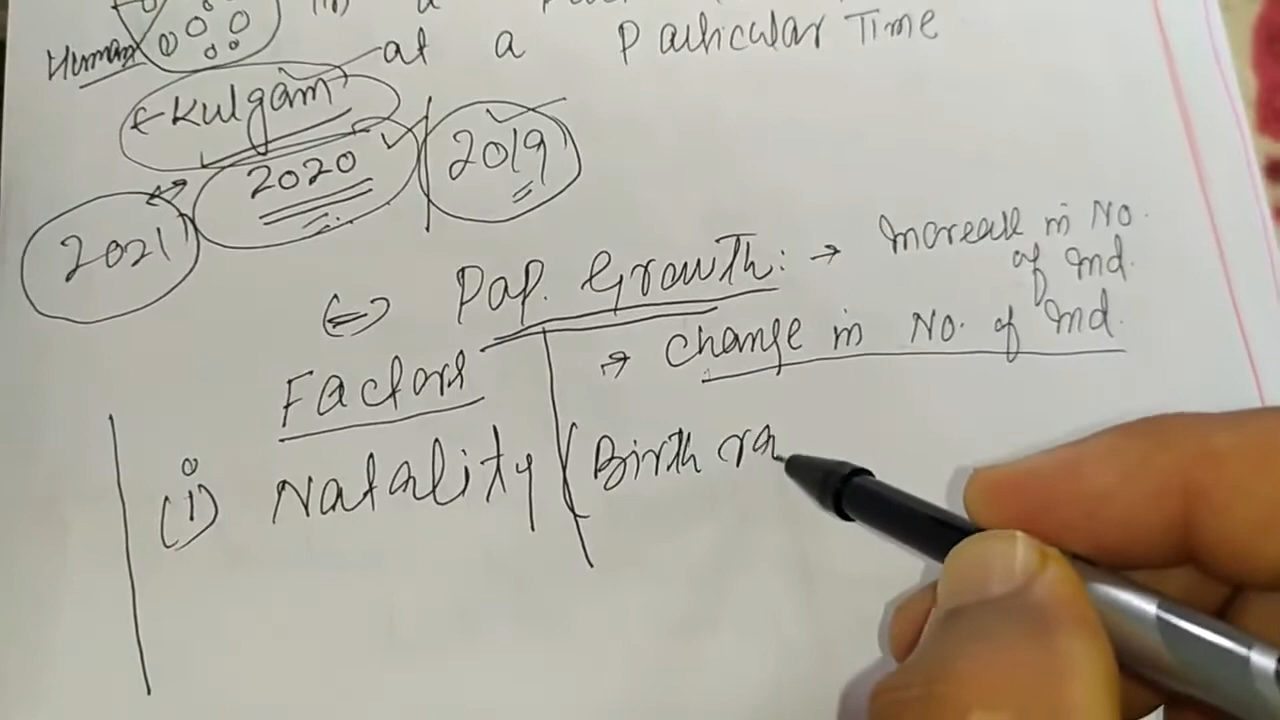 at a Particular Time
Human
Kulgam
2020
2019
2021
Pop. Growth: → Increase in No.
of Ind.
→ Change in No. of Ind.
Factors
(i) Natality (Birth ra